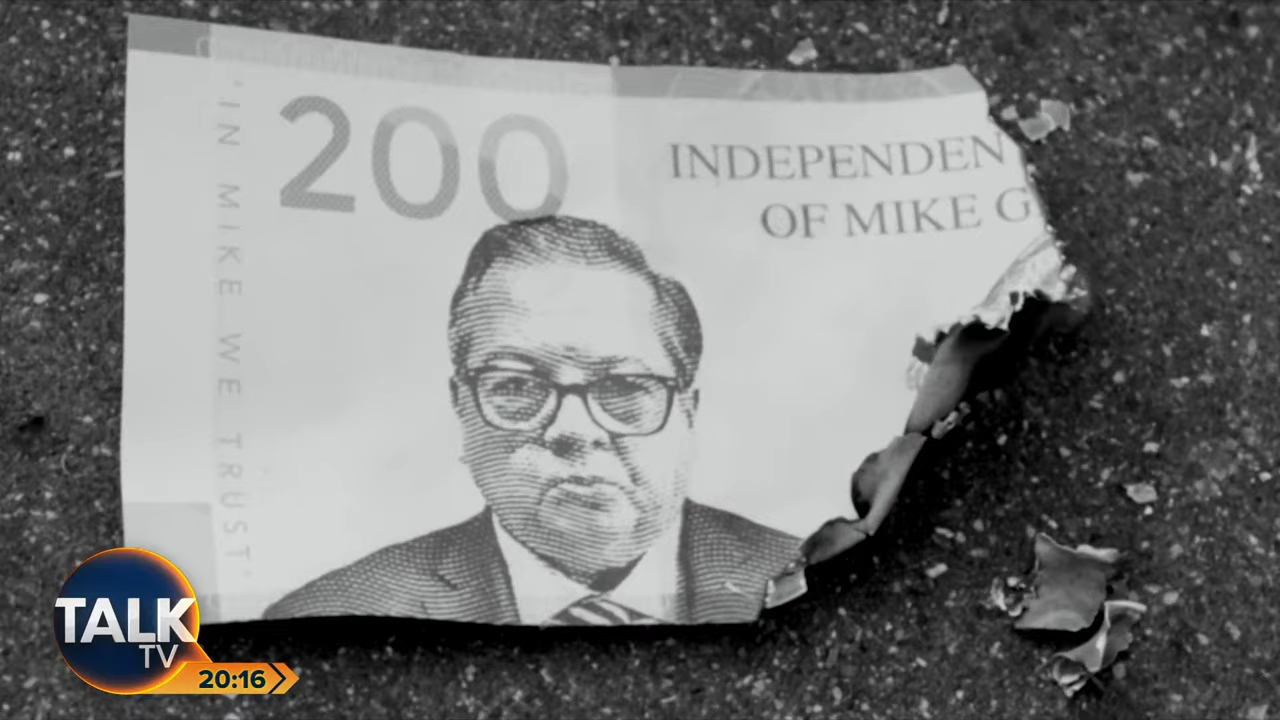 200
INDEPENDEN
OF MIKE G
'IN MIKE WE TRUST'
TALK
TV
20:16